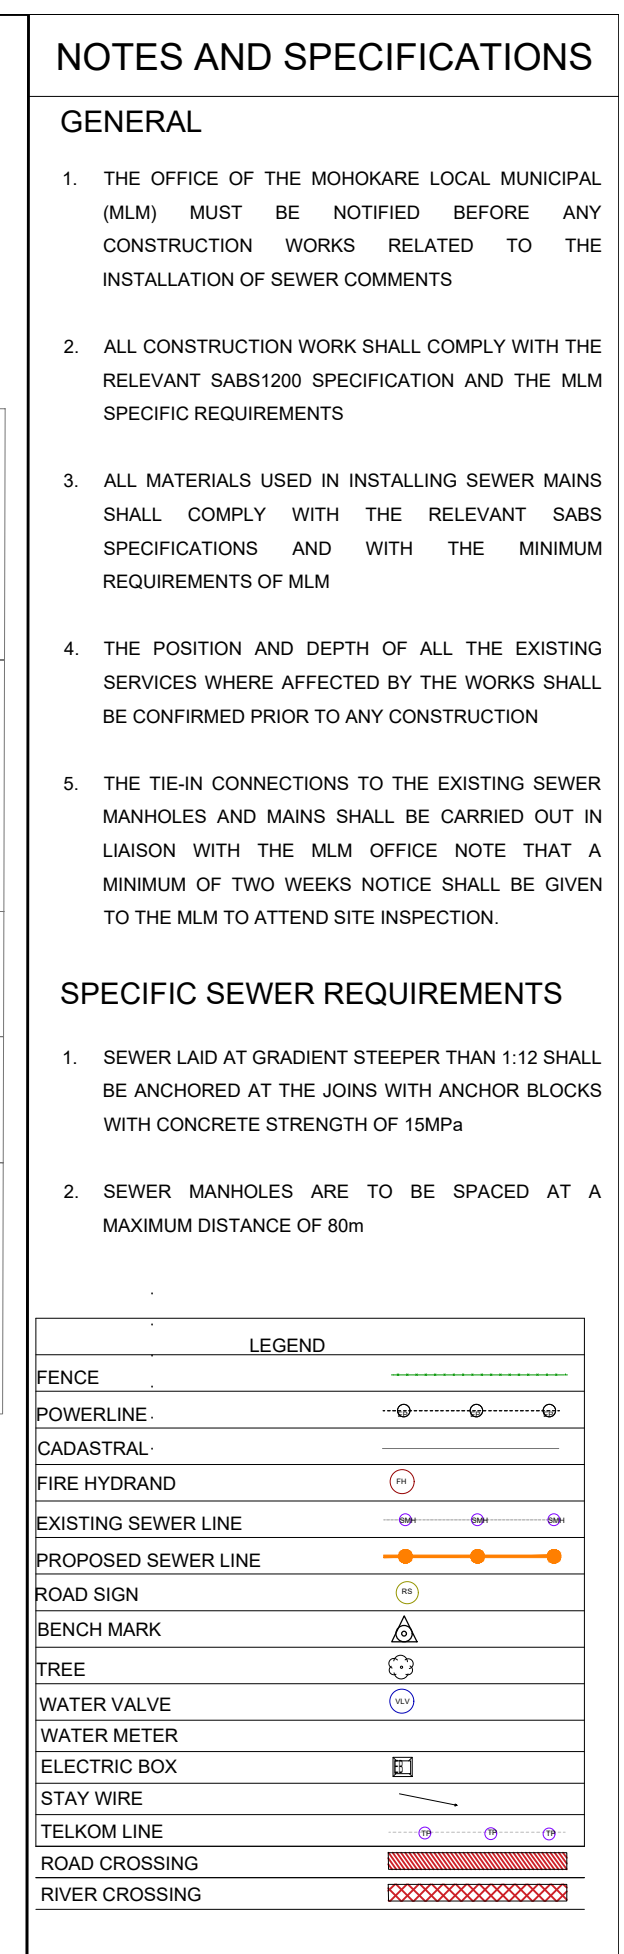 NOTES AND SPECIFICATIONS
GENERAL
1. THE OFFICE OF THE MOHOKARE LOCAL MUNICIPAL
(MLM) MUST BE NOTIFIED BEFORE ANY
CONSTRUCTION WORKS RELATED TO THE
INSTALLATION OF SEWER COMMENTS
2. ALL CONSTRUCTION WORK SHALL COMPLY WITH THE
RELEVANT SABS1200 SPECIFICATION AND THE MLM
SPECIFIC REQUIREMENTS
3. ALL MATERIALS USED IN INSTALLING SEWER MAINS
SHALL COMPLY WITH THE RELEVANT SABS
SPECIFICATIONS AND WITH THE MINIMUM
REQUIREMENTS OF MLM
4. THE POSITION AND DEPTH OF ALL THE EXISTING
SERVICES WHERE AFFECTED BY THE WORKS SHALL
BE CONFIRMED PRIOR TO ANY CONSTRUCTION
5. THE TIE-IN CONNECTIONS TO THE EXISTING SEWER
MANHOLES AND MAINS SHALL BE CARRIED OUT IN
LIAISON WITH THE MLM OFFICE NOTE THAT A
MINIMUM OF TWO WEEKS NOTICE SHALL BE GIVEN
TO THE MLM TO ATTEND SITE INSPECTION.
SPECIFIC SEWER REQUIREMENTS
1. SEWER LAID AT GRADIENT STEEPER THAN 1:12 SHALL
BE ANCHORED AT THE JOINS WITH ANCHOR BLOCKS
WITH CONCRETE STRENGTH OF 15MPa
2. SEWER MANHOLES ARE TO BE SPACED AT A
MAXIMUM DISTANCE OF 80m
LEGEND
FENCE
POWERLINE
CADASTRAL
FIRE HYDRAND FH
EXISTING SEWER LINE SMH SMH SMH
PROPOSED SEWER LINE
ROAD SIGN RS
BENCH MARK
TREE
WATER VALVE VLV
WATER METER
ELECTRIC BOX
STAY WIRE
TELKOM LINE TP TP TP
ROAD CROSSING
RIVER CROSSING